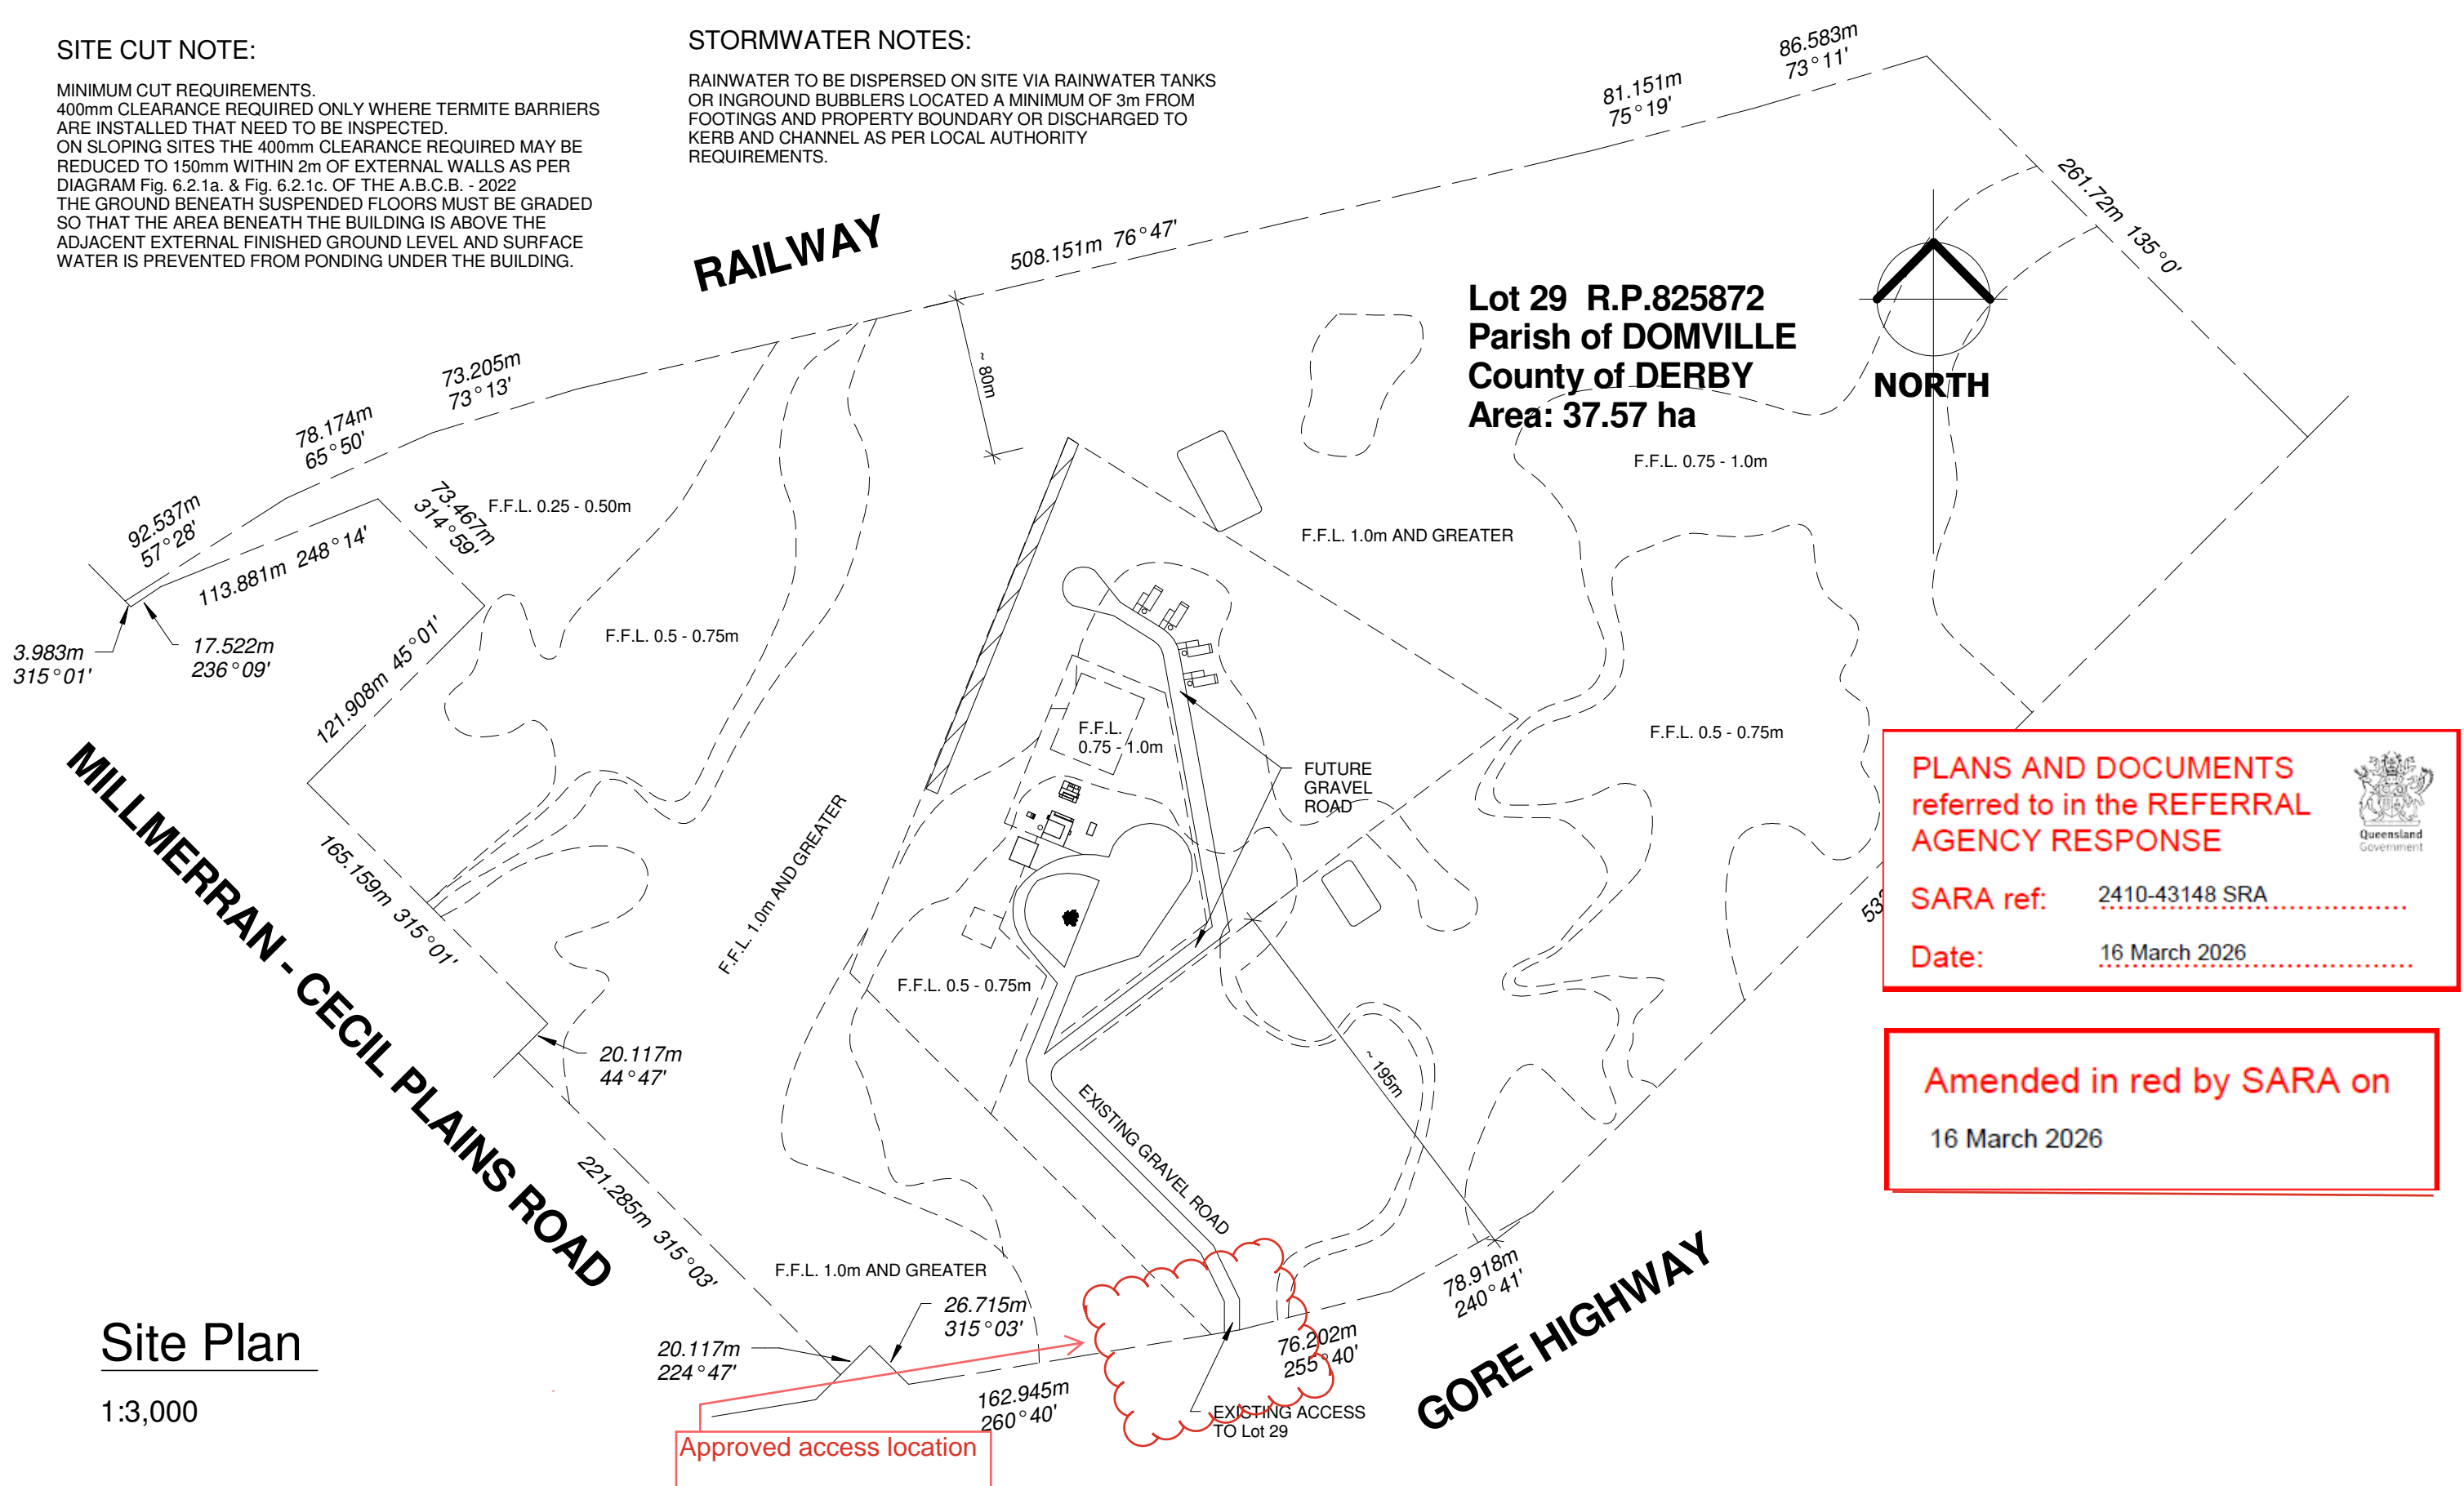 SITE CUT NOTE:
MINIMUM CUT REQUIREMENTS.
400mm CLEARANCE REQUIRED ONLY WHERE TERMITE BARRIERS
ARE INSTALLED THAT NEED TO BE INSPECTED.
ON SLOPING SITES THE 400mm CLEARANCE REQUIRED MAY BE
REDUCED TO 150mm WITHIN 2m OF EXTERNAL WALLS AS PER
DIAGRAM Fig. 6.2.1a. & Fig. 6.2.1c. OF THE A.B.C.B. - 2022
THE GROUND BENEATH SUSPENDED FLOORS MUST BE GRADED
SO THAT THE AREA BENEATH THE BUILDING IS ABOVE THE
ADJACENT EXTERNAL FINISHED GROUND LEVEL AND SURFACE
WATER IS PREVENTED FROM PONDING UNDER THE BUILDING.
STORMWATER NOTES:
RAINWATER TO BE DISPERSED ON SITE VIA RAINWATER TANKS
OR INGROUND BUBBLERS LOCATED A MINIMUM OF 3m FROM
FOOTINGS AND PROPERTY BOUNDARY OR DISCHARGED TO
KERB AND CHANNEL AS PER LOCAL AUTHORITY
REQUIREMENTS.
86.583m
73°11'
81.151m
75°19'
261.72m 135°0'
RAILWAY
508.151m 76°47'
Lot 29 R.P.825872
Parish of DOMVILLE
County of DERBY
Area: 37.57 ha
NORTH
~ 80m
73.205m
73°13'
78.174m
65°50'
92.537m
57°28'
73.467m
314°59'
113.881m 248°14'
F.F.L. 0.25 - 0.50m
F.F.L. 0.75 - 1.0m
F.F.L. 1.0m AND GREATER
3.983m
315°01'
17.522m
236°09'
121.908m 45°01'
F.F.L. 0.5 - 0.75m
F.F.L.
0.75 - 1.0m
F.F.L. 0.5 - 0.75m
FUTURE
GRAVEL
ROAD
MILLMERRAN - CECIL PLAINS ROAD
165.159m 315°01'
F.F.L. 1.0m AND GREATER
F.F.L. 0.5 - 0.75m
PLANS AND DOCUMENTS
referred to in the REFERRAL
AGENCY RESPONSE
Queensland
Government
SARA ref: 2410-43148 SRA
Date: 16 March 2026
Amended in red by SARA on
16 March 2026
20.117m
44°47'
~ 195m
EXISTING GRAVEL ROAD
221.285m 315°03'
F.F.L. 1.0m AND GREATER
26.715m
315°03'
20.117m
224°47'
162.945m
260°40'
76.202m
255°40'
78.918m
240°41'
GORE HIGHWAY
EXISTING ACCESS
TO Lot 29
Approved access location
Site Plan
1:3,000